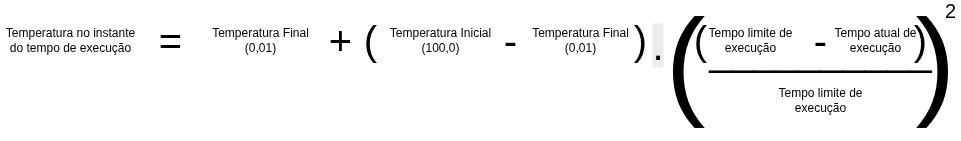 Temperatura no instante do tempo de execução = Temperatura Final (0,01) + ( Temperatura Inicial (100,0) - Temperatura Final (0,01) ) . ( ( Tempo limite de execução - Tempo atual de execução ) 2
Tempo limite de execução )